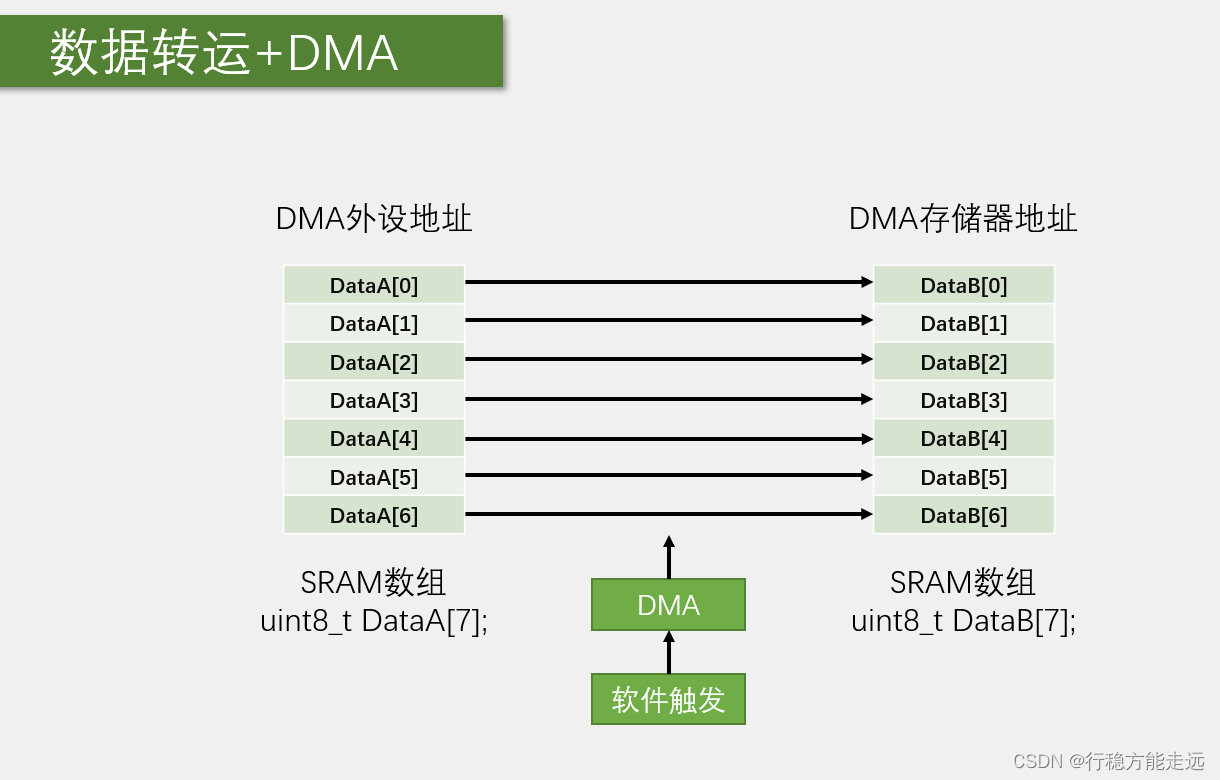 数据转运+DMA
DMA外设地址
DMA存储器地址
DataA[0]
DataB[0]
DataA[1]
DataB[1]
DataA[2]
DataB[2]
DataA[3]
DataB[3]
DataA[4]
DataB[4]
DataA[5]
DataB[5]
DataA[6]
DataB[6]
SRAM数组
uint8_t DataA[7];
SRAM数组
uint8_t DataB[7];
DMA
软件触发
CSDN @行稳方能走远